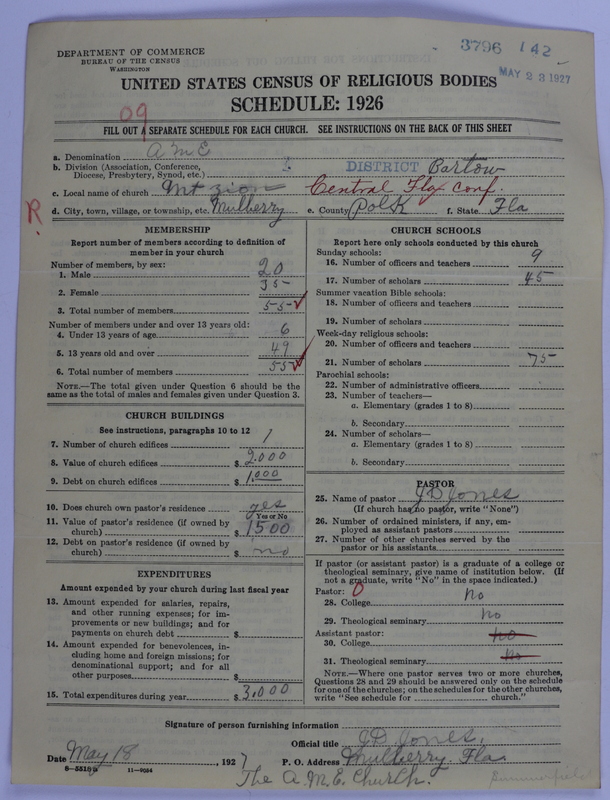 3796 142
MAY 23 1927
DEPARTMENT OF COMMERCE
BUREAU OF THE CENSUS
WASHINGTON
UNITED STATES CENSUS OF RELIGIOUS BODIES
SCHEDULE: 1926
09
FILL OUT A SEPARATE SCHEDULE FOR EACH CHURCH. SEE INSTRUCTIONS ON THE BACK OF THIS SHEET
a. Denomination A M E
b. Division (Association, Conference, Diocese, Presbytery, Synod, etc.) DISTRICT Bartow
c. Local name of church Mt Zion Central Fla conf.
R
d. City, town, village, or township, etc. Mulberry e. County Polk f. State Fla
MEMBERSHIP
Report number of members according to definition of member in your church
Number of members, by sex:
1. Male 20
2. Female 35
3. Total number of members 55 ✓
Number of members under and over 13 years old:
4. Under 13 years of age 6
5. 13 years old and over 49
6. Total number of members 55 ✓
NOTE.—The total given under Question 6 should be the same as the total of males and females given under Question 3.
CHURCH BUILDINGS
See instructions, paragraphs 10 to 12
7. Number of church edifices 1
8. Value of church edifices $ 2.000
9. Debt on church edifices $ 1.000
10. Does church own pastor's residence yes
Yes or No
11. Value of pastor's residence (if owned by church) $ 1500
12. Debt on pastor's residence (if owned by church) $ no
EXPENDITURES
Amount expended by your church during last fiscal year
13. Amount expended for salaries, repairs, and other running expenses; for improvements or new buildings; and for payments on church debt $
14. Amount expended for benevolences, including home and foreign missions; for denominational support; and for all other purposes $
15. Total expenditures during year $ 3,000
CHURCH SCHOOLS
Report here only schools conducted by this church
Sunday schools:
16. Number of officers and teachers 9
17. Number of scholars 45
Summer vacation Bible schools:
18. Number of officers and teachers
19. Number of scholars
Week-day religious schools:
20. Number of officers and teachers
21. Number of scholars 75
Parochial schools:
22. Number of administrative officers
23. Number of teachers—
a. Elementary (grades 1 to 8)
b. Secondary
24. Number of scholars—
a. Elementary (grades 1 to 8)
b. Secondary
PASTOR
25. Name of pastor J D Jones
(If church has no pastor, write "None")
26. Number of ordained ministers, if any, employed as assistant pastors
27. Number of other churches served by the pastor or his assistants
If pastor (or assistant pastor) is a graduate of a college or theological seminary, give name of institution below. (If not a graduate, write "No" in the space indicated.)
Pastor: 0
28. College No
29. Theological seminary No
Assistant pastor:
30. College no
31. Theological seminary no
NOTE.—Where one pastor serves two or more churches, Questions 28 and 29 should be answered only on the schedule for one of the churches; on the schedules for the other churches, write "See schedule for church."
Signature of person furnishing information
Official title J D Jones.
Date May 18, 1927 P. O. Address Mulberry Fla
8-5518a 11-9054
The A.M.E. Church.
Summerfield